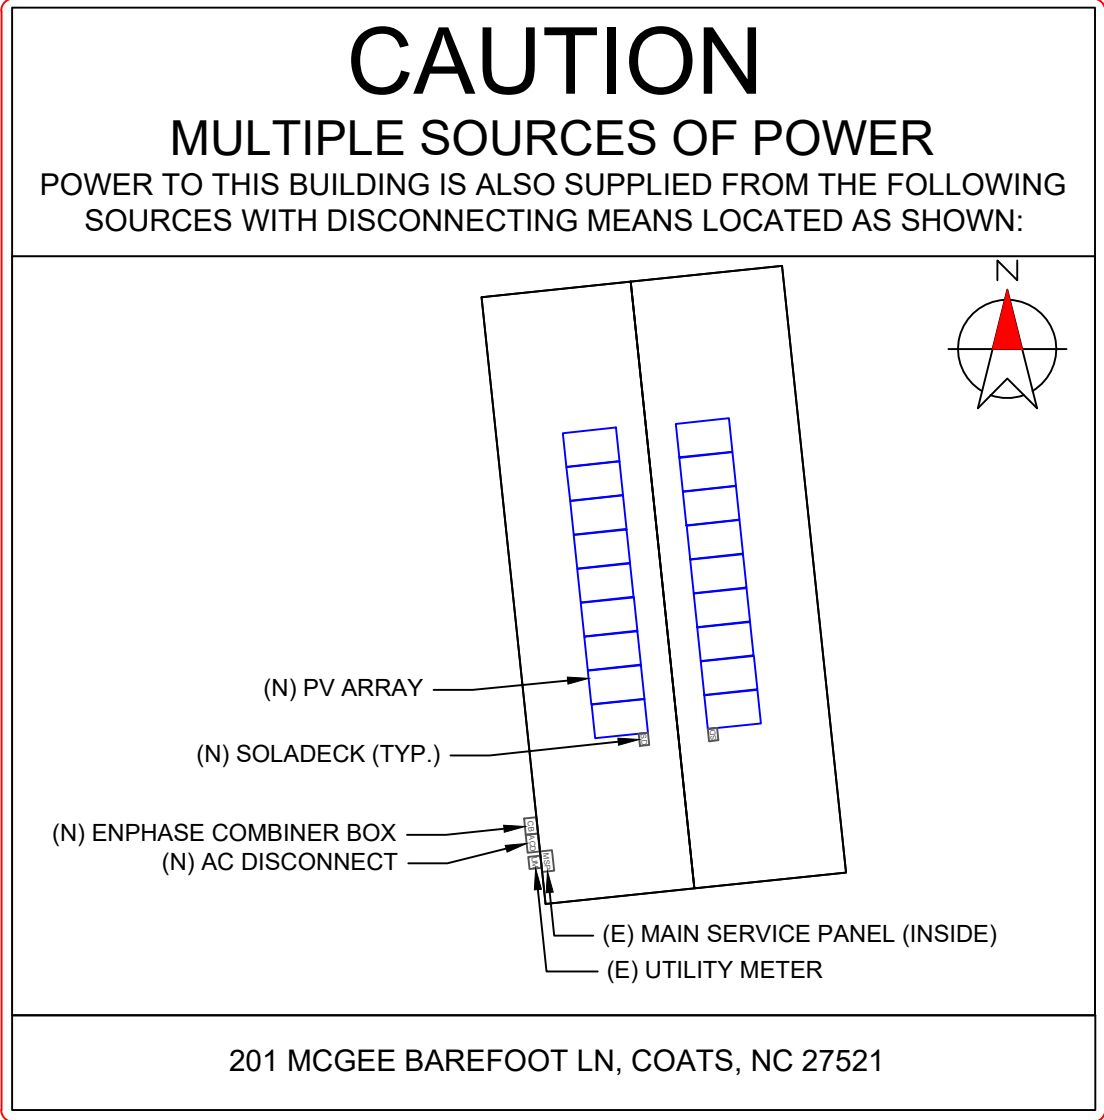 CAUTION
MULTIPLE SOURCES OF POWER
POWER TO THIS BUILDING IS ALSO SUPPLIED FROM THE FOLLOWING
SOURCES WITH DISCONNECTING MEANS LOCATED AS SHOWN:
N
(N) PV ARRAY
(N) SOLADECK (TYP.)
(N) ENPHASE COMBINER BOX
(N) AC DISCONNECT
CB
MSP
(E) MAIN SERVICE PANEL (INSIDE)
(E) UTILITY METER
201 MCGEE BAREFOOT LN, COATS, NC 27521